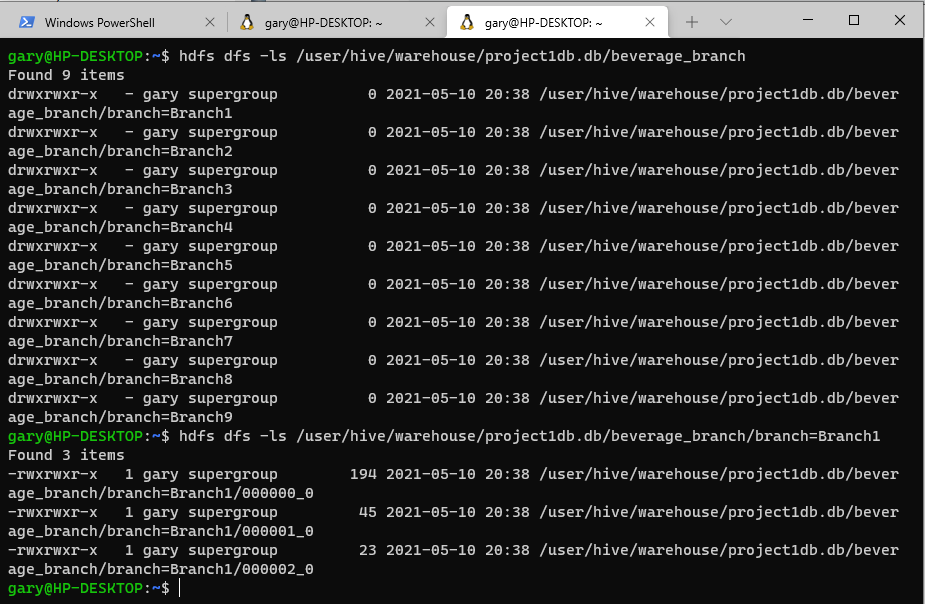 Windows PowerShell
gary@HP-DESKTOP: ~
gary@HP-DESKTOP: ~
gary@HP-DESKTOP:~$ hdfs dfs -ls /user/hive/warehouse/project1db.db/beverage_branch
Found 9 items
drwxrwxr-x   - gary supergroup          0 2021-05-10 20:38 /user/hive/warehouse/project1db.db/bever
age_branch/branch=Branch1
drwxrwxr-x   - gary supergroup          0 2021-05-10 20:38 /user/hive/warehouse/project1db.db/bever
age_branch/branch=Branch2
drwxrwxr-x   - gary supergroup          0 2021-05-10 20:38 /user/hive/warehouse/project1db.db/bever
age_branch/branch=Branch3
drwxrwxr-x   - gary supergroup          0 2021-05-10 20:38 /user/hive/warehouse/project1db.db/bever
age_branch/branch=Branch4
drwxrwxr-x   - gary supergroup          0 2021-05-10 20:38 /user/hive/warehouse/project1db.db/bever
age_branch/branch=Branch5
drwxrwxr-x   - gary supergroup          0 2021-05-10 20:38 /user/hive/warehouse/project1db.db/bever
age_branch/branch=Branch6
drwxrwxr-x   - gary supergroup          0 2021-05-10 20:38 /user/hive/warehouse/project1db.db/bever
age_branch/branch=Branch7
drwxrwxr-x   - gary supergroup          0 2021-05-10 20:38 /user/hive/warehouse/project1db.db/bever
age_branch/branch=Branch8
drwxrwxr-x   - gary supergroup          0 2021-05-10 20:38 /user/hive/warehouse/project1db.db/bever
age_branch/branch=Branch9
gary@HP-DESKTOP:~$ hdfs dfs -ls /user/hive/warehouse/project1db.db/beverage_branch/branch=Branch1
Found 3 items
-rwxrwxr-x   1 gary supergroup        194 2021-05-10 20:38 /user/hive/warehouse/project1db.db/bever
age_branch/branch=Branch1/000000_0
-rwxrwxr-x   1 gary supergroup         45 2021-05-10 20:38 /user/hive/warehouse/project1db.db/bever
age_branch/branch=Branch1/000001_0
-rwxrwxr-x   1 gary supergroup         23 2021-05-10 20:38 /user/hive/warehouse/project1db.db/bever
age_branch/branch=Branch1/000002_0
gary@HP-DESKTOP:~$